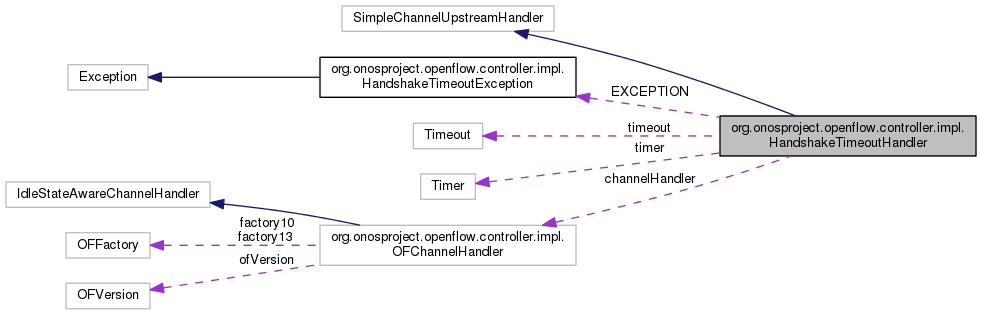 SimpleChannelUpstreamHandler
Exception
org.onosproject.openflow.controller.impl.
HandshakeTimeoutException
EXCEPTION
org.onosproject.openflow.controller.impl.
HandshakeTimeoutHandler
Timeout
timeout
timer
Timer
channelHandler
IdleStateAwareChannelHandler
factory10
factory13
org.onosproject.openflow.controller.impl.
OFChannelHandler
OFFactory
ofVersion
OFVersion